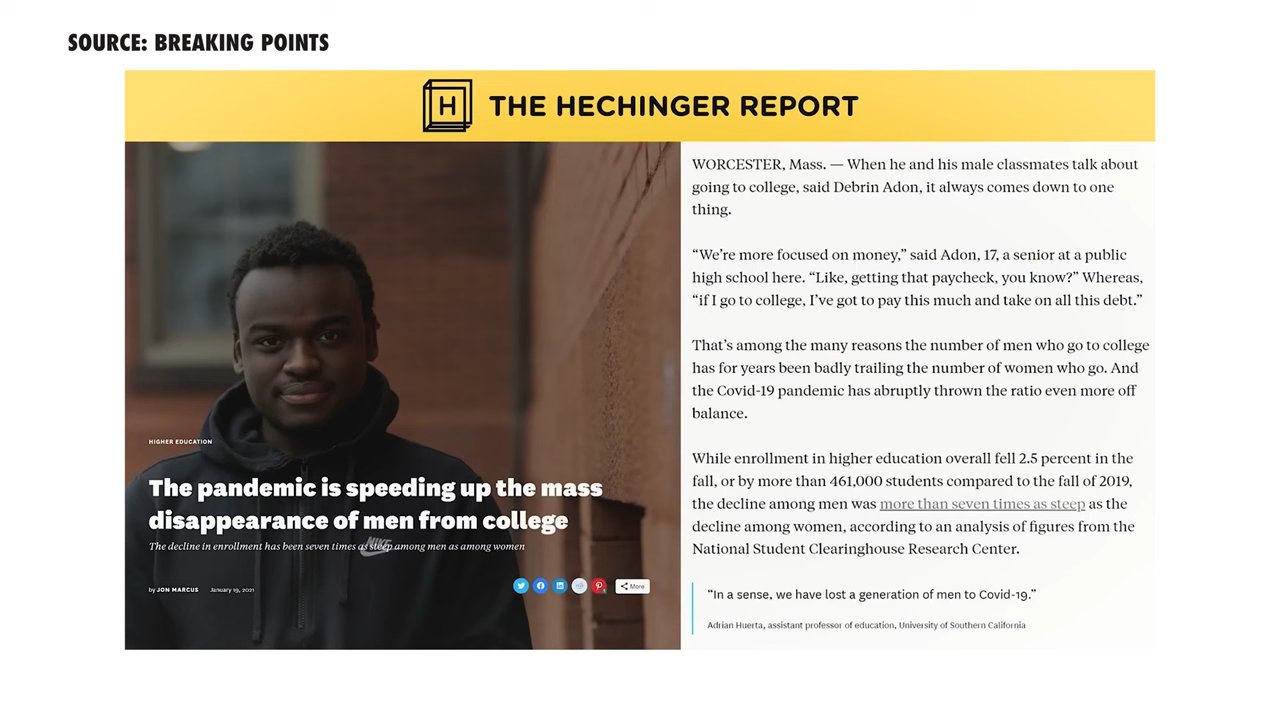 SOURCE: BREAKING POINTS
H THE HECHINGER REPORT
HIGHER EDUCATION
The pandemic is speeding up the mass
disappearance of men from college
The decline in enrollment has been seven times as steep among men as among women
NIKE
by JON MARCUS January 19, 2021
More
WORCESTER, Mass. — When he and his male classmates talk about
going to college, said Debrin Adon, it always comes down to one
thing.
“We’re more focused on money,” said Adon, 17, a senior at a public
high school here. “Like, getting that paycheck, you know?” Whereas,
“if I go to college, I’ve got to pay this much and take on all this debt.”
That’s among the many reasons the number of men who go to college
has for years been badly trailing the number of women who go. And
the Covid-19 pandemic has abruptly thrown the ratio even more off
balance.
While enrollment in higher education overall fell 2.5 percent in the
fall, or by more than 461,000 students compared to the fall of 2019,
the decline among men was more than seven times as steep as the
decline among women, according to an analysis of figures from the
National Student Clearinghouse Research Center.
“In a sense, we have lost a generation of men to Covid-19.”
Adrian Huerta, assistant professor of education, University of Southern California